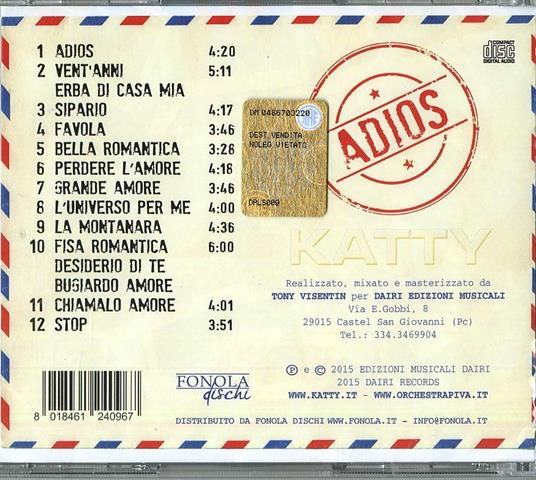 1 ADIOS 4:20
2 VENT'ANNI 5:11
ERBA DI CASA MIA
3 SIPARIO 4:17
4 FAVOLA 3:46
5 BELLA ROMANTICA 3:28
6 PERDERE L'AMORE 4:18
7 GRANDE AMORE 3:46
8 L'UNIVERSO PER ME 4:00
9 LA MONTANARA 4:36
10 FISA ROMANTICA 6:00
DESIDERIO DI TE
BUGIARDO AMORE
11 CHIAMALO AMORE 4:01
12 STOP 3:51
DM 0486703220
DEST.VENDITA
NOLEG VIETATO
DPLS009
COMPACT
disc
DIGITAL AUDIO
ADIOS
KATTY
Realizzato, mixato e masterizzato da
TONY VISENTIN per DAIRI EDIZIONI MUSICALI
Via E.Gobbi, 8
29015 Castel San Giovanni (Pc)
Tel.: 334.3469904
8 018461 240967
FONOLA
dischi
℗ e © 2015 EDIZIONI MUSICALI DAIRI
2015 DAIRI RECORDS
WWW.KATTY.IT - WWW.ORCHESTRAPIVA.IT
DISTRIBUITO DA FONOLA DISCHI WWW.FONOLA.IT - INFO@FONOLA.IT